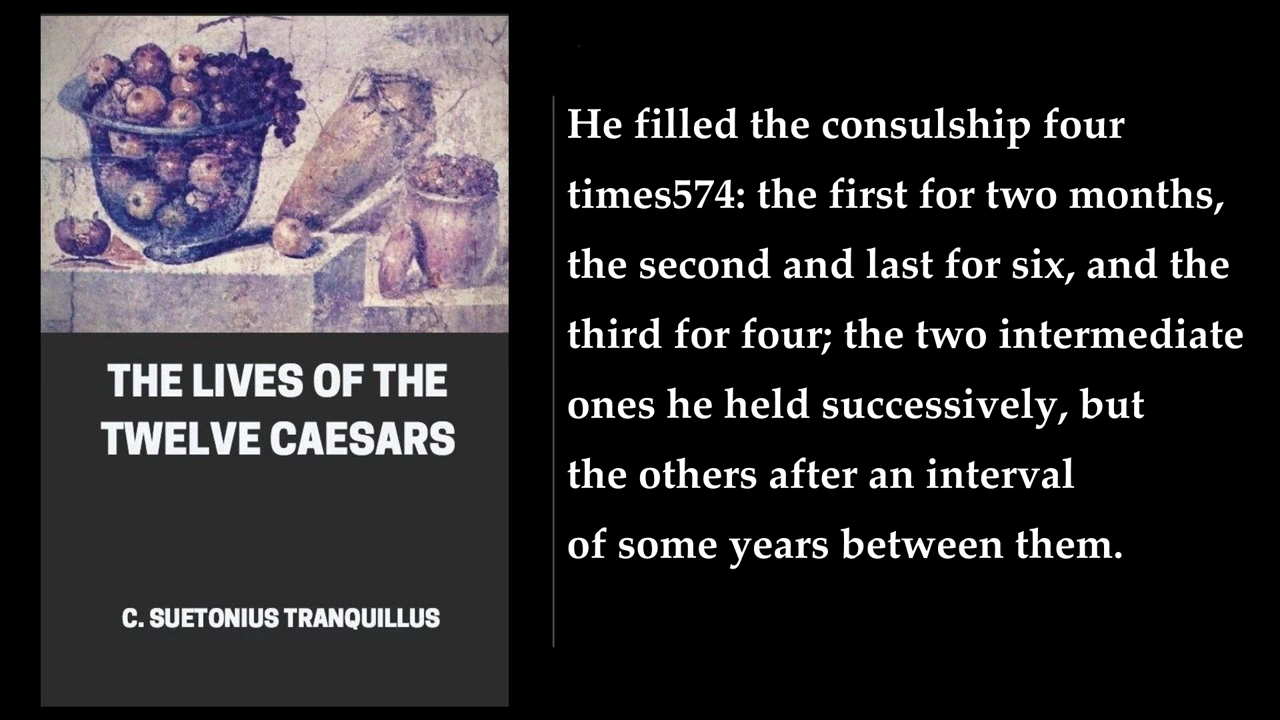 THE LIVES OF THE
TWELVE CAESARS
C. SUETONIUS TRANQUILLUS
He filled the consulship four
times574: the first for two months,
the second and last for six, and the
third for four; the two intermediate
ones he held successively, but
the others after an interval
of some years between them.